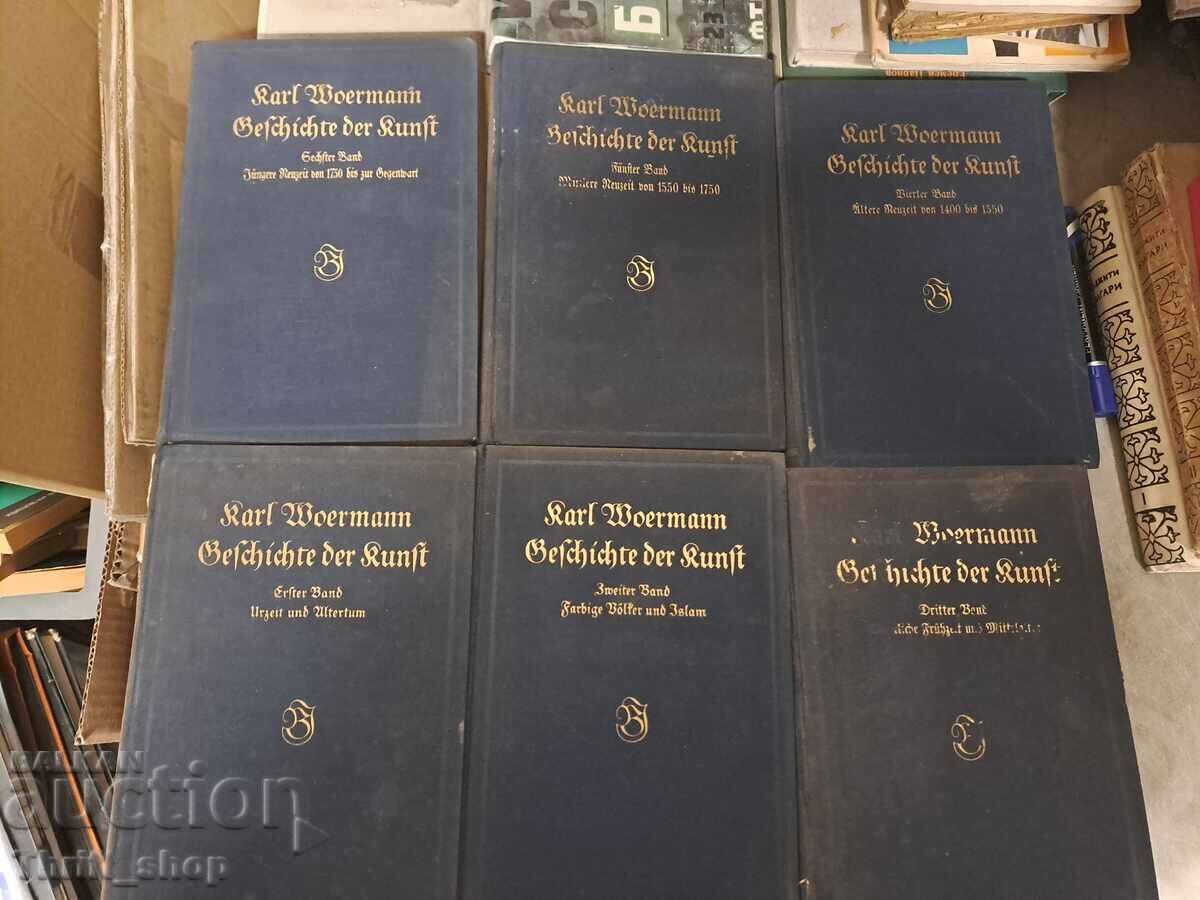 Б
23
Karl Woermann
Geschichte der Kunst
Sechster Band
Jüngere Neuzeit von 1750 bis zur Gegenwart
Karl Woermann
Geschichte der Kunst
Fünfter Band
Mittlere Neuzeit von 1550 bis 1750
Karl Woermann
Geschichte der Kunst
Vierter Band
Ältere Neuzeit von 1400 bis 1550
Karl Woermann
Geschichte der Kunst
Erster Band
Urzeit und Altertum
Karl Woermann
Geschichte der Kunst
Zweiter Band
Farbige Völker und Islam
Woermann
der Kunst
Dritter Band
I
BALKAN
auction
Thrift_shop